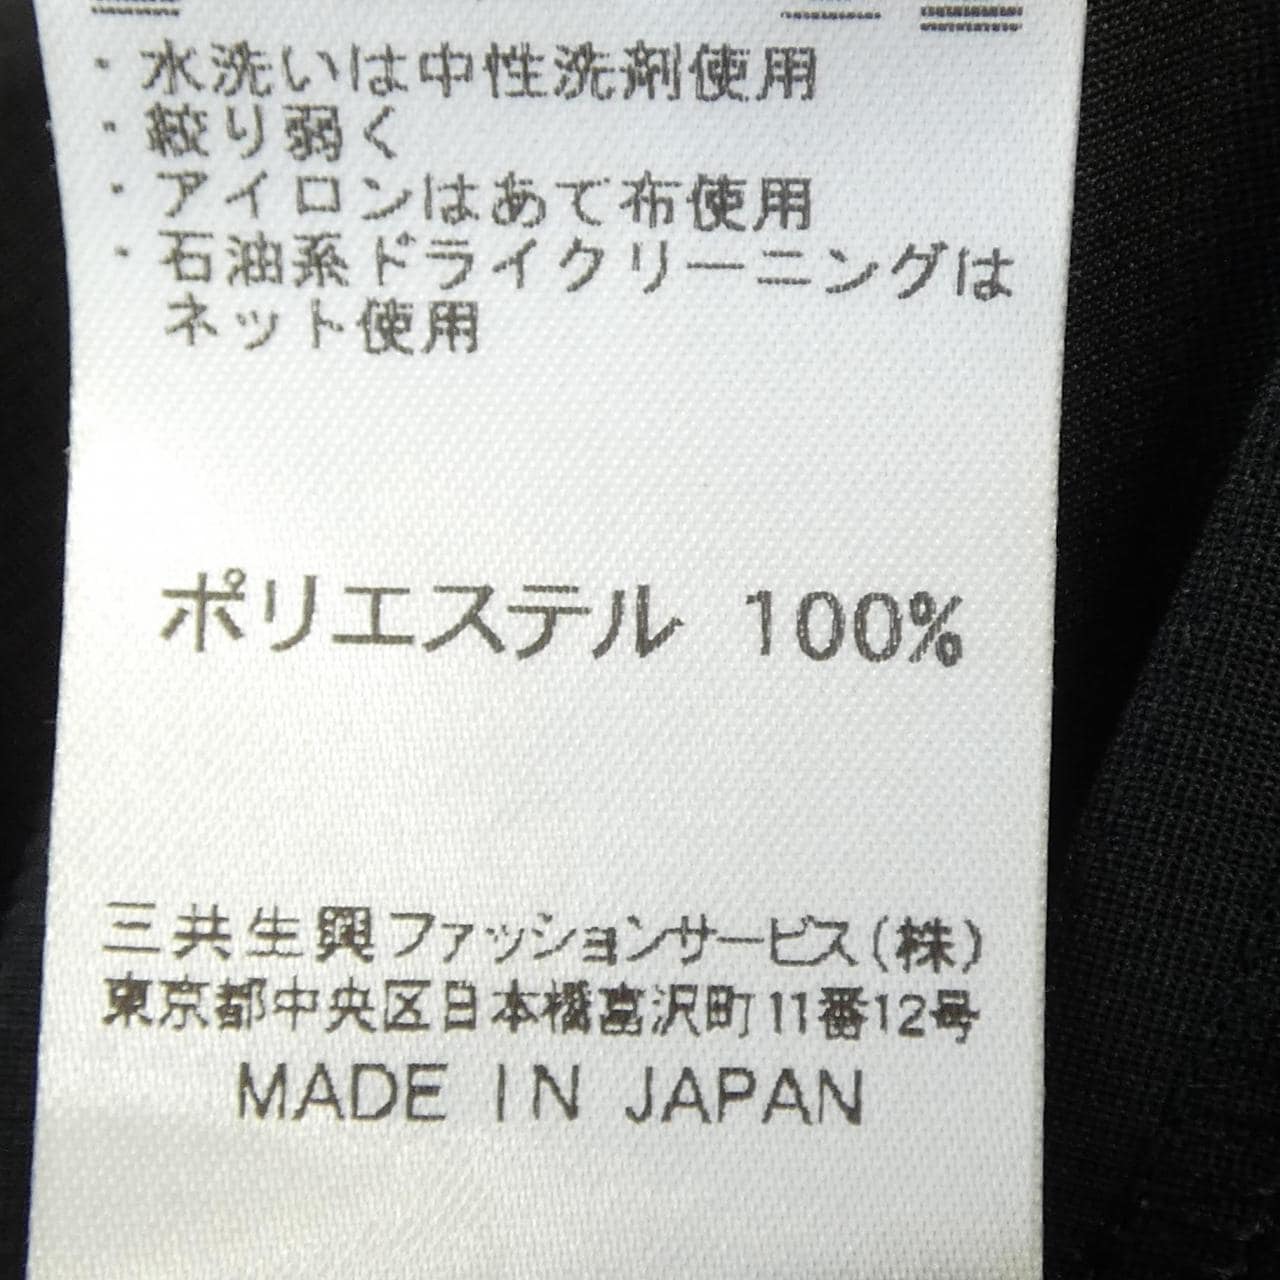 ・水洗いは中性洗剤使用
・絞り弱く
・アイロンはあて布使用
・石油系ドライクリーニングは
ネット使用
ポリエステル 100%
三共生興ファッションサービス(株)
東京都中央区日本橋富沢町11番12号
MADE IN JAPAN